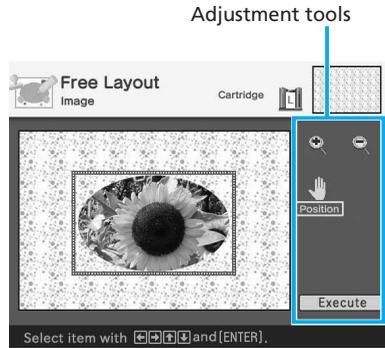 Adjustment tools
Free Layout
Image
Cartridge
L
Position
Execute
Select item with ←→↑↓ and [ENTER].